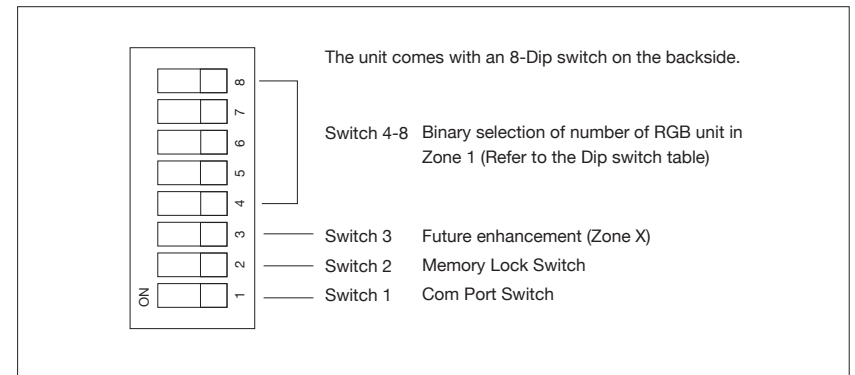 The unit comes with an 8-Dip switch on the backside.
8
7
6
5
4
3
2
1
ON
Switch 4-8 Binary selection of number of RGB unit in
Zone 1 (Refer to the Dip switch table)
Switch 3 Future enhancement (Zone X)
Switch 2 Memory Lock Switch
Switch 1 Com Port Switch